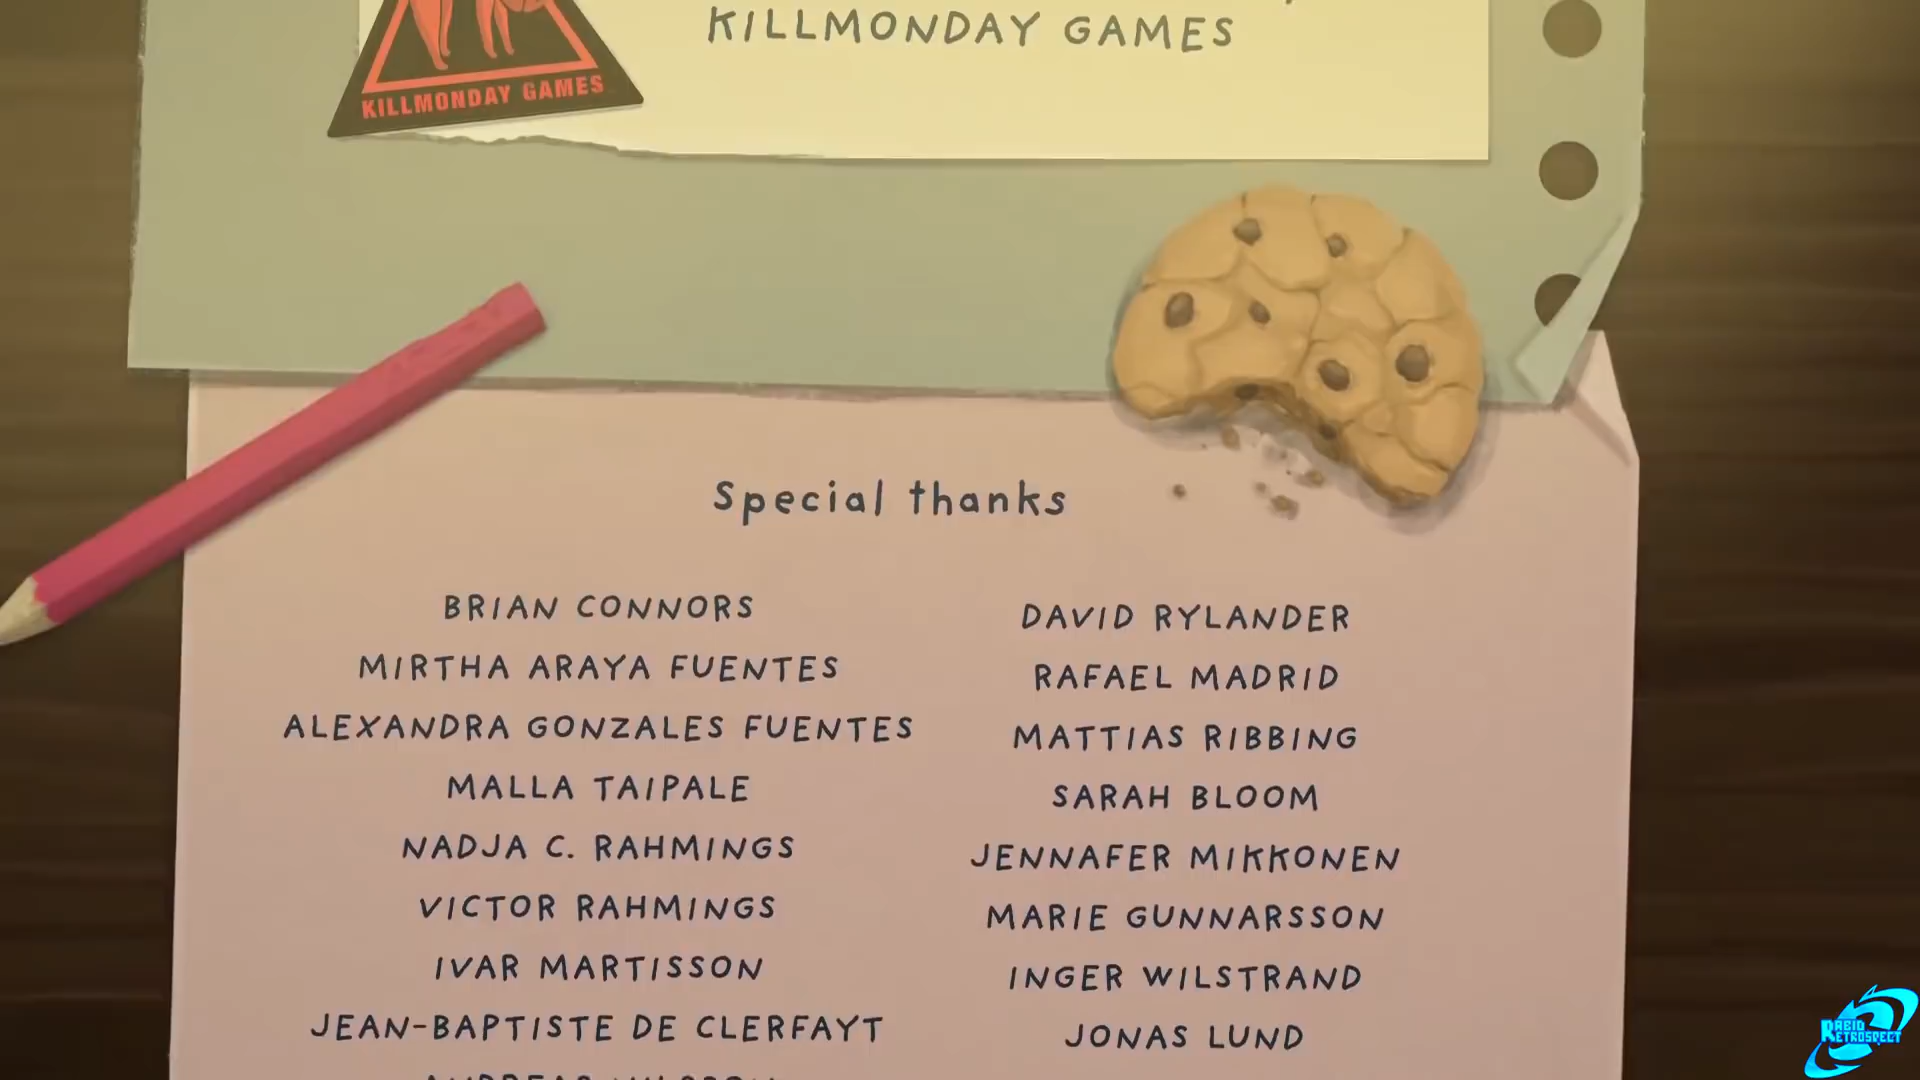 KILLMONDAY GAMES
KILLMONDAY GAMES
Special thanks
BRIAN CONNORS
MIRTHA ARAYA FUENTES
ALEXANDRA GONZALES FUENTES
MALLA TAIPALE
NADJA C. RAHMINGS
VICTOR RAHMINGS
IVAR MARTISSON
JEAN-BAPTISTE DE CLERFAYT
DAVID RYLANDER
RAFAEL MADRID
MATTIAS RIBBING
SARAH BLOOM
JENNAFER MIKKONEN
MARIE GUNNARSSON
INGER WILSTRAND
JONAS LUND
RETROSPECT